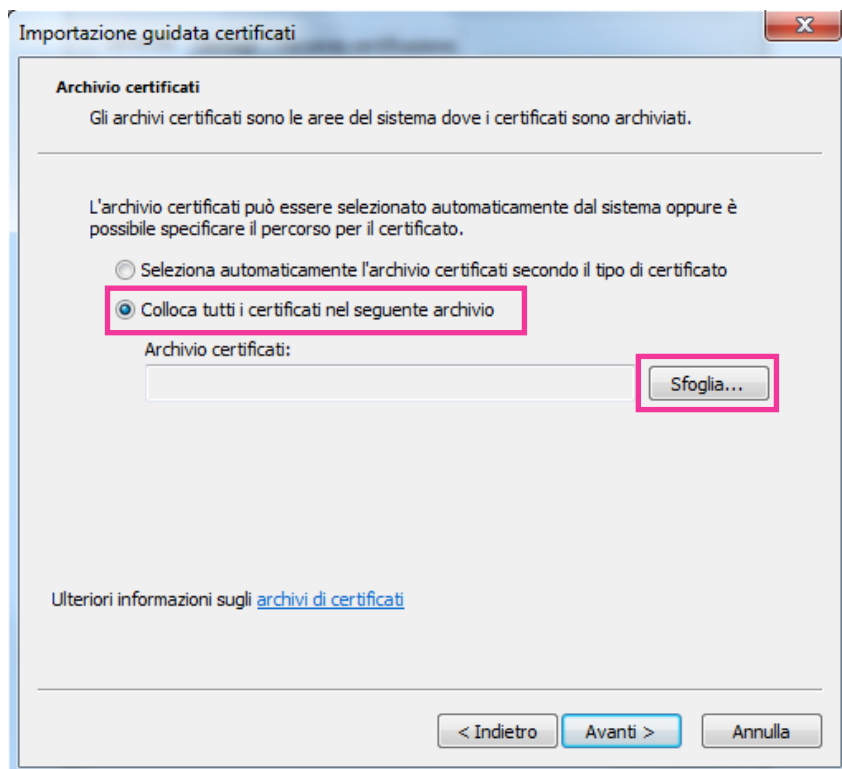 Importazione guidata certificati
Archivio certificati
Gli archivi certificati sono le aree del sistema dove i certificati sono archiviati.
L'archivio certificati può essere selezionato automaticamente dal sistema oppure è
possibile specificare il percorso per il certificato.
Seleziona automaticamente l'archivio certificati secondo il tipo di certificato
Colloca tutti i certificati nel seguente archivio
Archivio certificati:
Sfoglia...
Ulteriori informazioni sugli archivi di certificati
< Indietro Avanti > Annulla